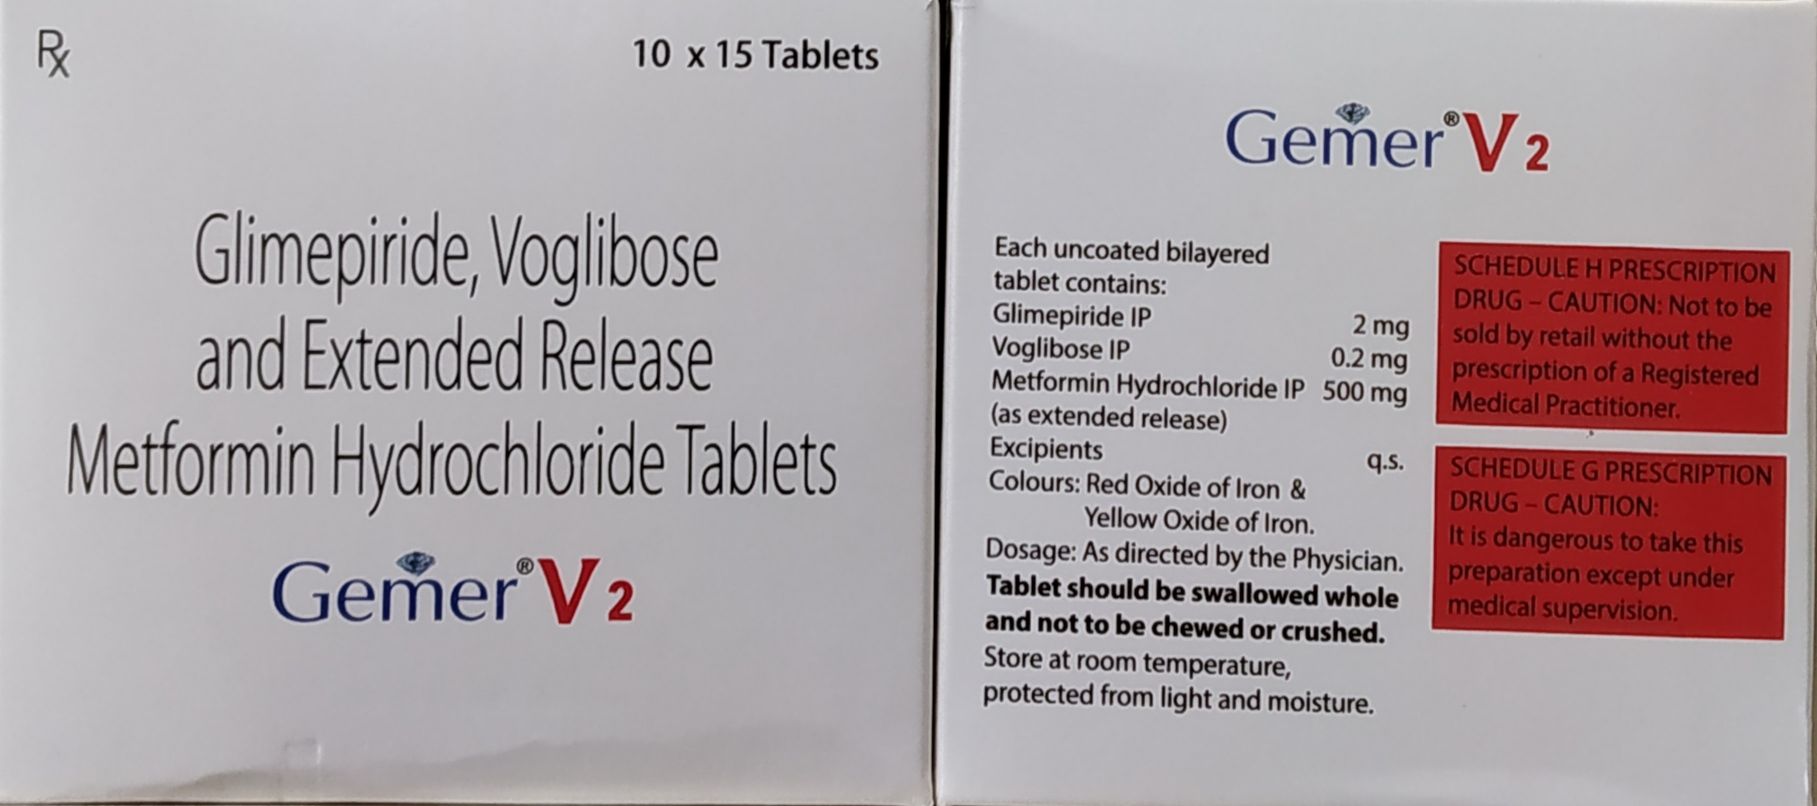 Rx
10 x 15 Tablets
Glimepiride, Voglibose
and Extended Release
Metformin Hydrochloride Tablets
Gemer® V 2
Gemer® V 2
Each uncoated bilayered
tablet contains:
Glimepiride IP 2 mg
Voglibose IP 0.2 mg
Metformin Hydrochloride IP 500 mg
(as extended release)
Excipients q.s.
Colours: Red Oxide of Iron &
Yellow Oxide of Iron.
Dosage: As directed by the Physician.
Tablet should be swallowed whole
and not to be chewed or crushed.
Store at room temperature,
protected from light and moisture.
SCHEDULE H PRESCRIPTION
DRUG – CAUTION: Not to be
sold by retail without the
prescription of a Registered
Medical Practitioner.
SCHEDULE G PRESCRIPTION
DRUG – CAUTION:
It is dangerous to take this
preparation except under
medical supervision.